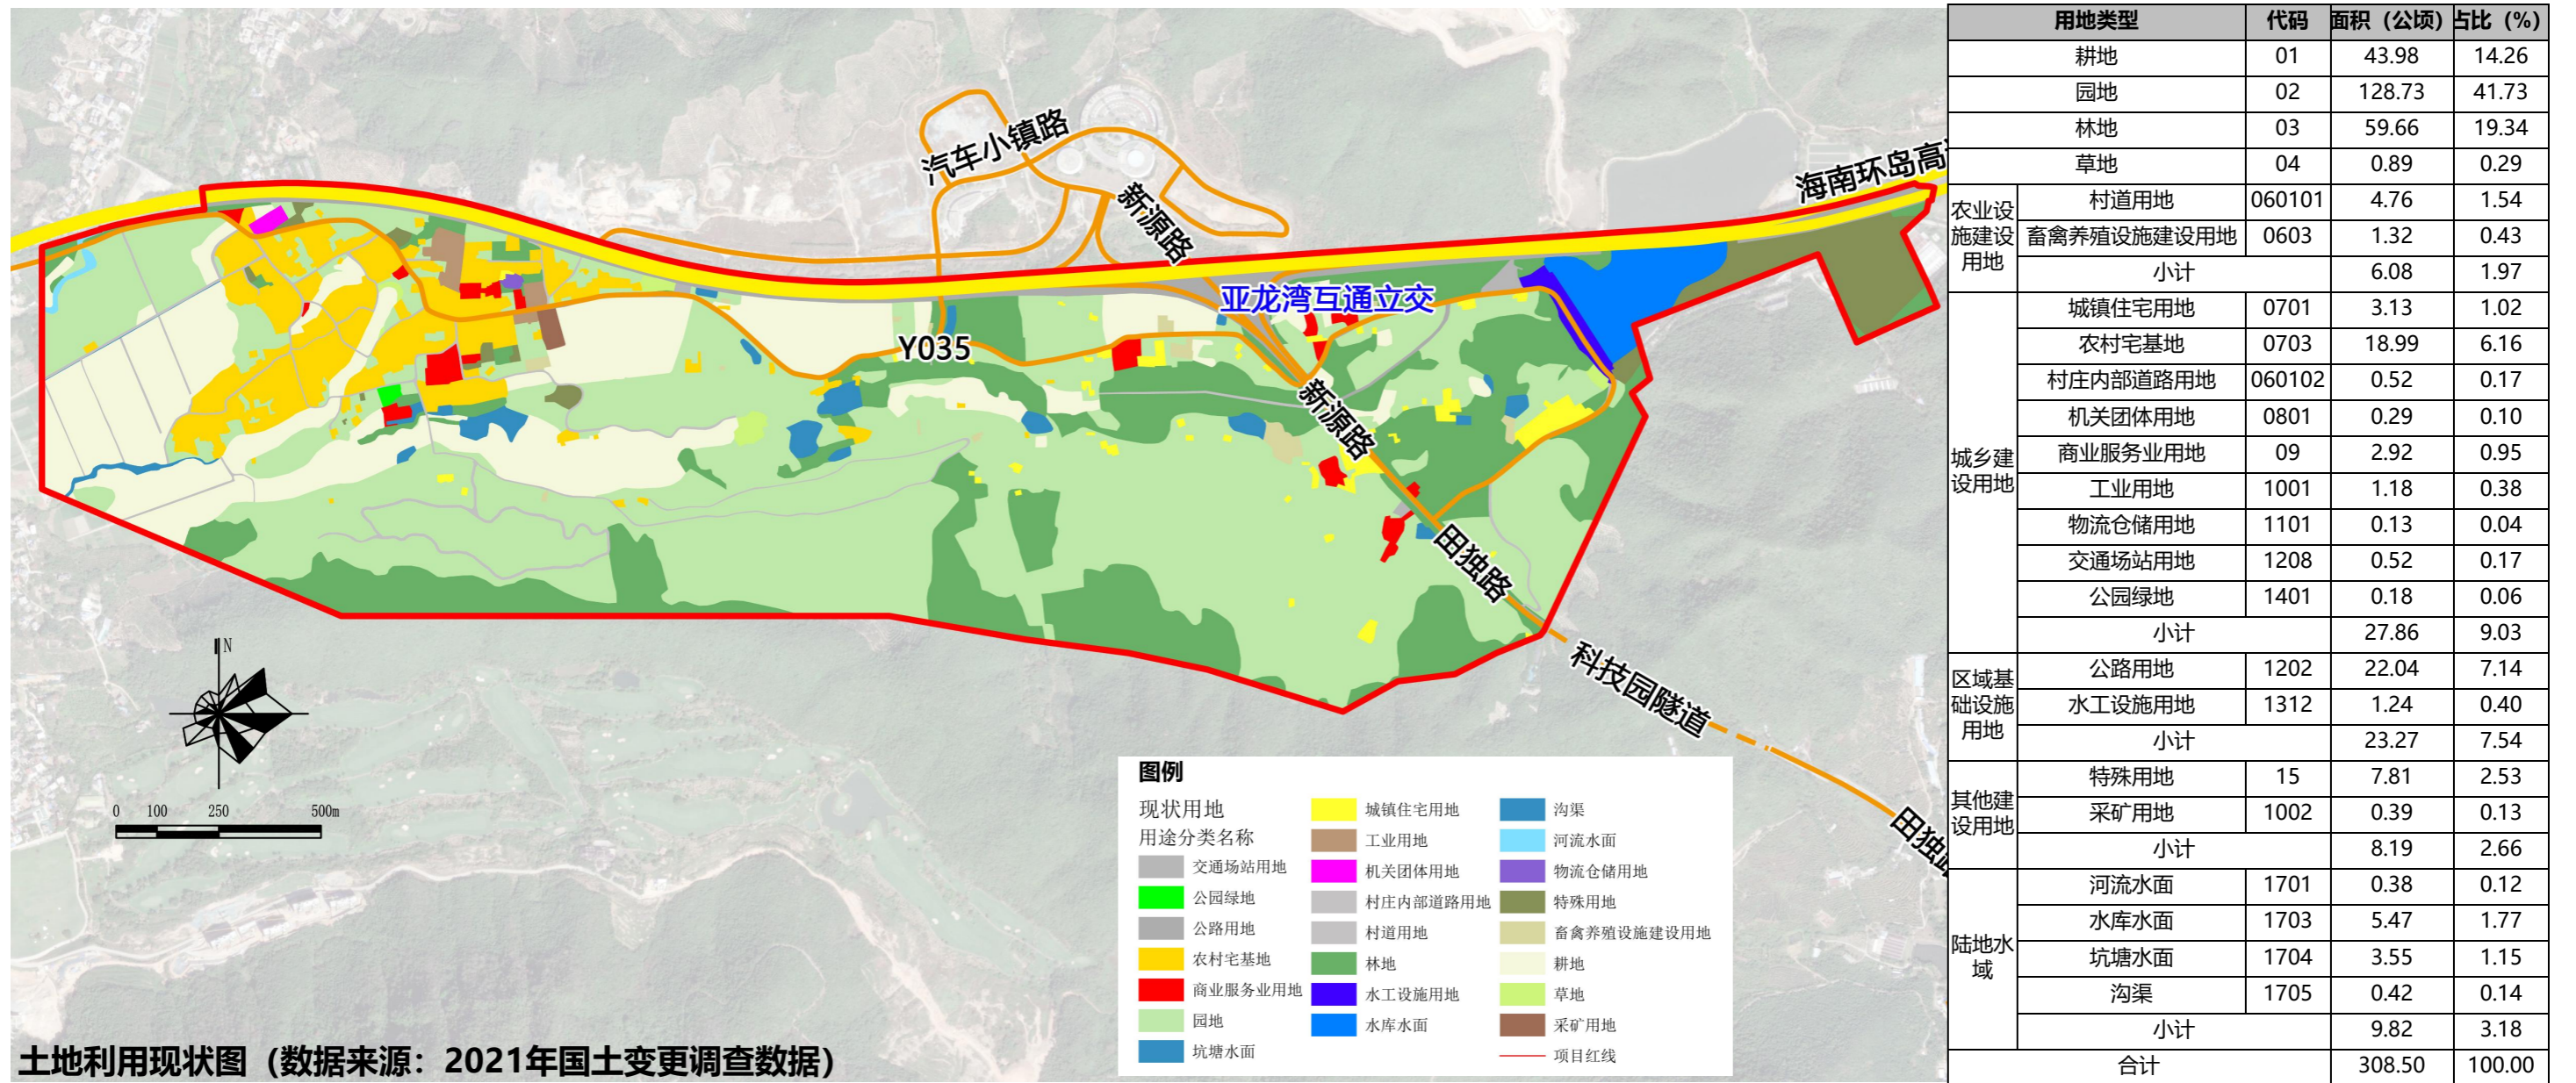 汽车小镇路
新源路
海南环岛高
亚龙湾互通立交
Y035
新源路
田独路
科技园隧道
田独路
N
0 100 250 500m
图例
现状用地
用途分类名称
交通场站用地
公园绿地
公路用地
农村宅基地
商业服务业用地
园地
坑塘水面
城镇住宅用地
工业用地
机关团体用地
村庄内部道路用地
村道用地
林地
水工设施用地
水库水面
沟渠
河流水面
物流仓储用地
特殊用地
畜禽养殖设施建设用地
耕地
草地
采矿用地
项目红线
土地利用现状图（数据来源：2021年国土变更调查数据）
用地类型 代码 面积（公顷） 占比（%）
耕地 01 43.98 14.26
园地 02 128.73 41.73
林地 03 59.66 19.34
草地 04 0.89 0.29
农业设施建设用地
村道用地 060101 4.76 1.54
畜禽养殖设施建设用地 0603 1.32 0.43
小计 6.08 1.97
城乡建设用地
城镇住宅用地 0701 3.13 1.02
农村宅基地 0703 18.99 6.16
村庄内部道路用地 060102 0.52 0.17
机关团体用地 0801 0.29 0.10
商业服务业用地 09 2.92 0.95
工业用地 1001 1.18 0.38
物流仓储用地 1101 0.13 0.04
交通场站用地 1208 0.52 0.17
公园绿地 1401 0.18 0.06
小计 27.86 9.03
区域基础设施用地
公路用地 1202 22.04 7.14
水工设施用地 1312 1.24 0.40
小计 23.27 7.54
其他建设用地
特殊用地 15 7.81 2.53
采矿用地 1002 0.39 0.13
小计 8.19 2.66
陆地水域
河流水面 1701 0.38 0.12
水库水面 1703 5.47 1.77
坑塘水面 1704 3.55 1.15
沟渠 1705 0.42 0.14
小计 9.82 3.18
合计 308.50 100.00